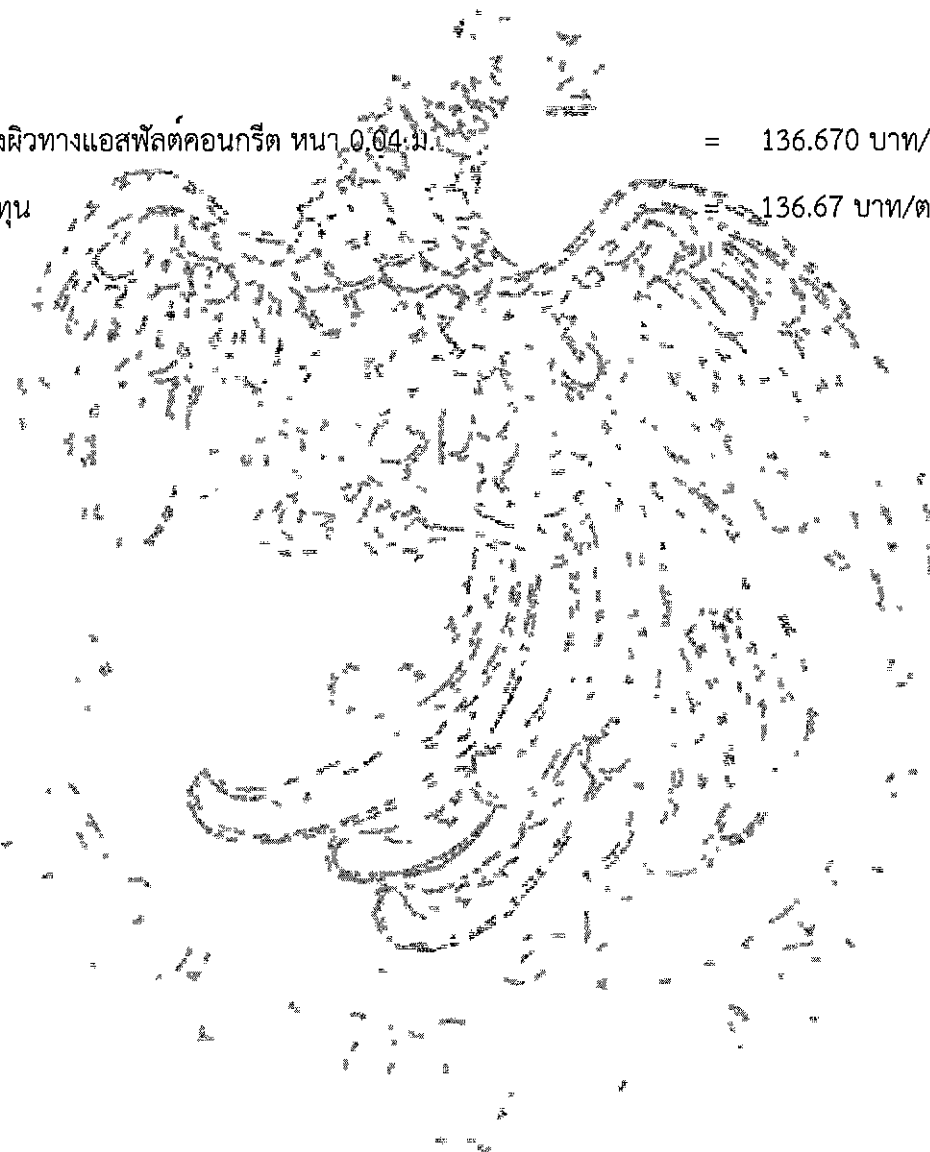 งผิวทางแอสฟัลต์คอนกรีต หนา 0.04 ม. = 136.670 บาท/
ทุน = 136.67 บาท/ต